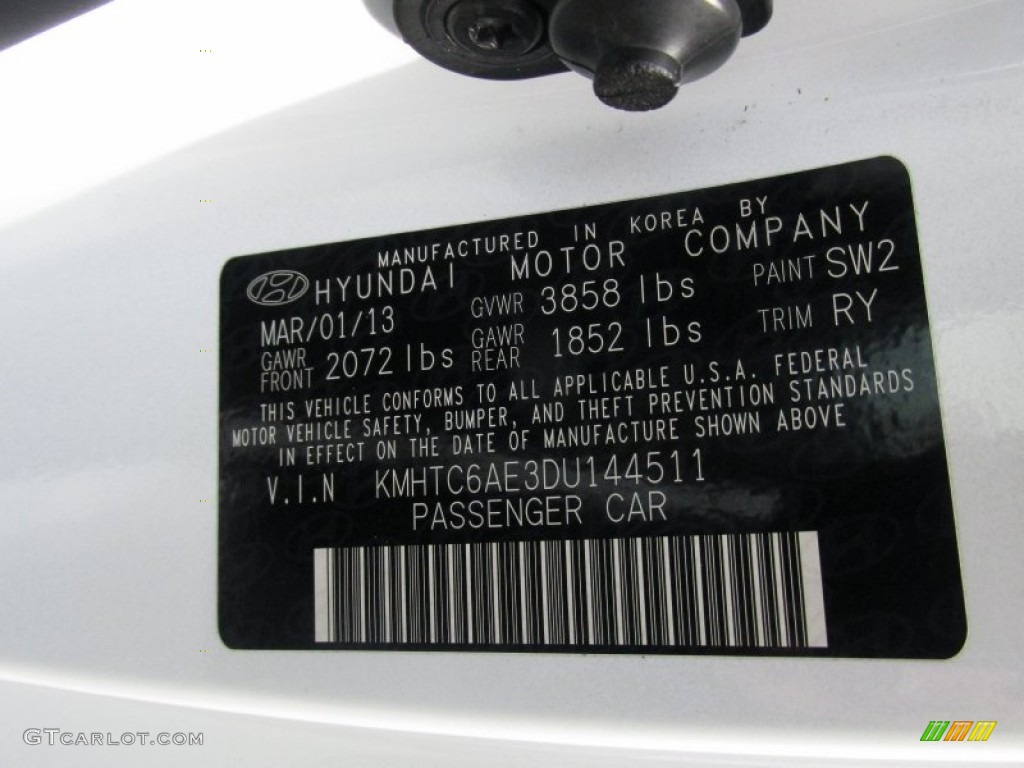 MANUFACTURED IN KOREA BY
HYUNDAI MOTOR COMPANY
MAR/01/13 GVWR 3858 lbs PAINT SW2
GAWR FRONT 2072 lbs GAWR REAR 1852 lbs TRIM RY
THIS VEHICLE CONFORMS TO ALL APPLICABLE U.S.A. FEDERAL
MOTOR VEHICLE SAFETY, BUMPER, AND THEFT PREVENTION STANDARDS
IN EFFECT ON THE DATE OF MANUFACTURE SHOWN ABOVE
V.I.N KMHTC6AE3DU144511
PASSENGER CAR
GTCARLOT.COM